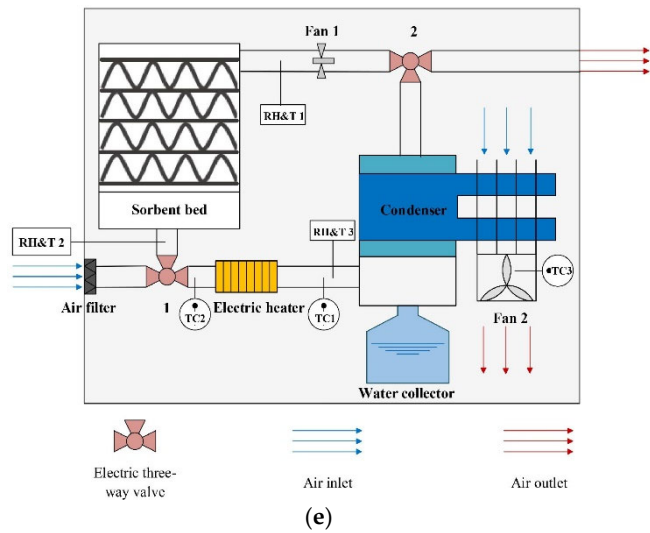 Fan 1
2
RH&T 1
Sorbent bed
Condenser
RH&T 2
RH&T 3
TC3
Air filter
1
TC2
Electric heater
TC1
Fan 2
Water collector
Electric three-
way valve
Air inlet
Air outlet
(e)